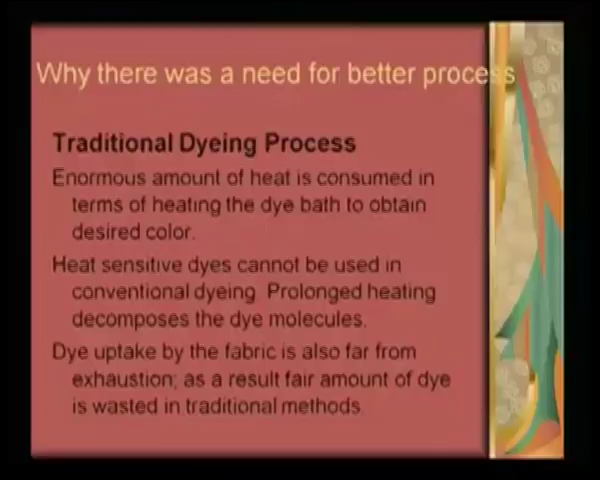 Why there was a need for better process
Traditional Dyeing Process
Enormous amount of heat is consumed in
terms of heating the dye bath to obtain
desired color.
Heat sensitive dyes cannot be used in
conventional dyeing  Prolonged heating
decomposes the dye molecules.
Dye uptake by the fabric is also far from
exhaustion; as a result fair amount of dye
is wasted in traditional methods